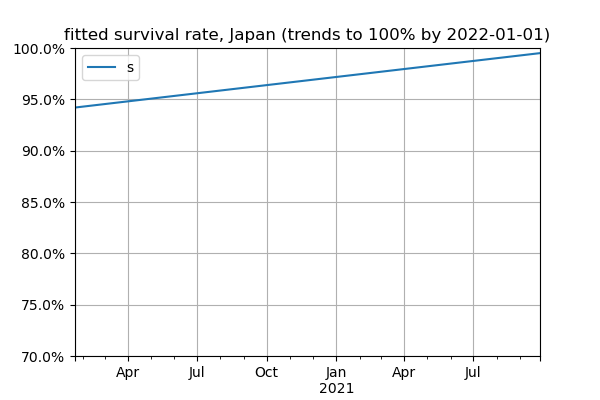 fitted survival rate, Japan (trends to 100% by 2022-01-01)
100.0%
s
95.0%
90.0%
85.0%
80.0%
75.0%
70.0%
Apr Jul Oct Jan Apr Jul
2021